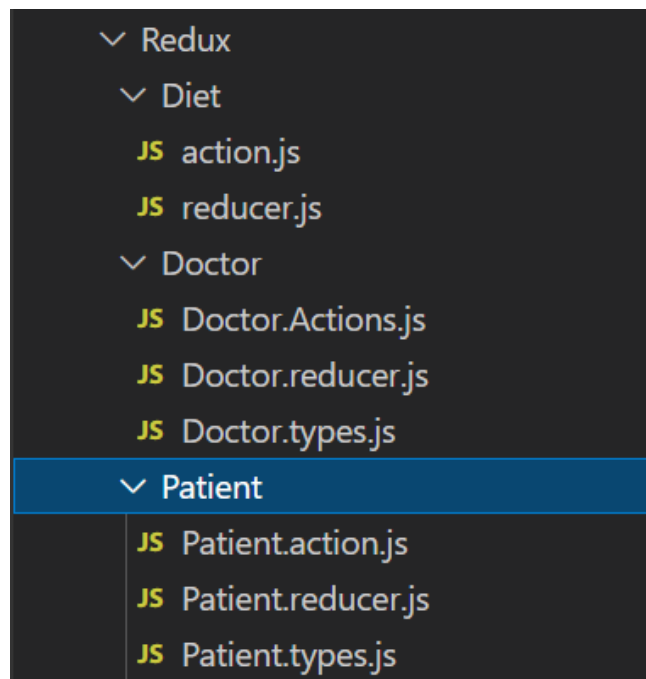 Redux
Diet
JS action.js
JS reducer.js
Doctor
JS Doctor.Actions.js
JS Doctor.reducer.js
JS Doctor.types.js
Patient
JS Patient.action.js
JS Patient.reducer.js
JS Patient.types.js